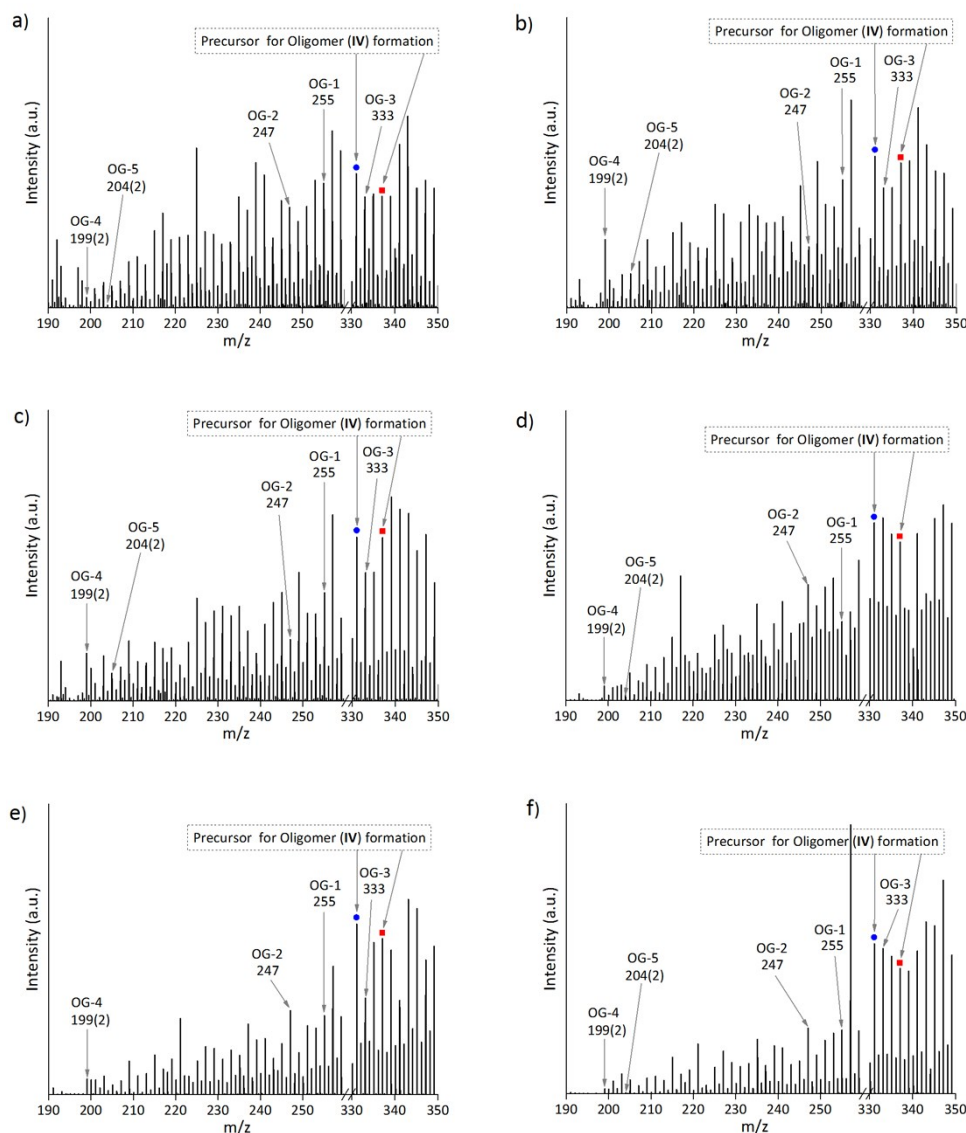 a)
Precursor for Oligomer (IV) formation
OG-1
255
OG-3
333
OG-2
247
OG-5
204(2)
OG-4
199(2)
Intensity (a.u.)
190 200 210 220 230 240 250 330 340 350
m/z
b)
Precursor for Oligomer (IV) formation
OG-1
255
OG-3
333
OG-2
247
OG-5
204(2)
OG-4
199(2)
Intensity (a.u.)
190 200 210 220 230 240 250 330 340 350
m/z
c)
Precursor for Oligomer (IV) formation
OG-1
255
OG-3
333
OG-2
247
OG-5
204(2)
OG-4
199(2)
Intensity (a.u.)
190 200 210 220 230 240 250 330 340 350
m/z
d)
Precursor for Oligomer (IV) formation
OG-2
247
OG-1
255
OG-5
204(2)
OG-4
199(2)
Intensity (a.u.)
190 200 210 220 230 240 250 330 340 350
m/z
e)
Precursor for Oligomer (IV) formation
OG-1
255
OG-3
333
OG-2
247
OG-4
199(2)
Intensity (a.u.)
190 200 210 220 230 240 250 330 340 350
m/z
f)
Precursor for Oligomer (IV) formation
OG-3
333
OG-1
255
OG-2
247
OG-5
204(2)
OG-4
199(2)
Intensity (a.u.)
190 200 210 220 230 240 250 330 340 350
m/z